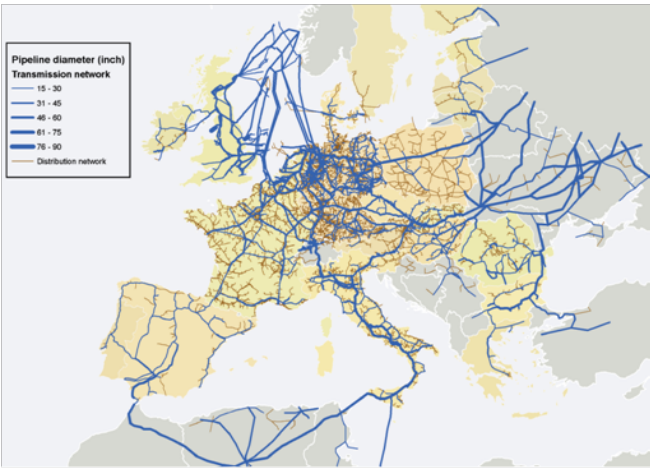 Pipeline diameter (inch)
Transmission network
15 - 30
31 - 45
46 - 60
61 - 75
76 - 90
Distribution network